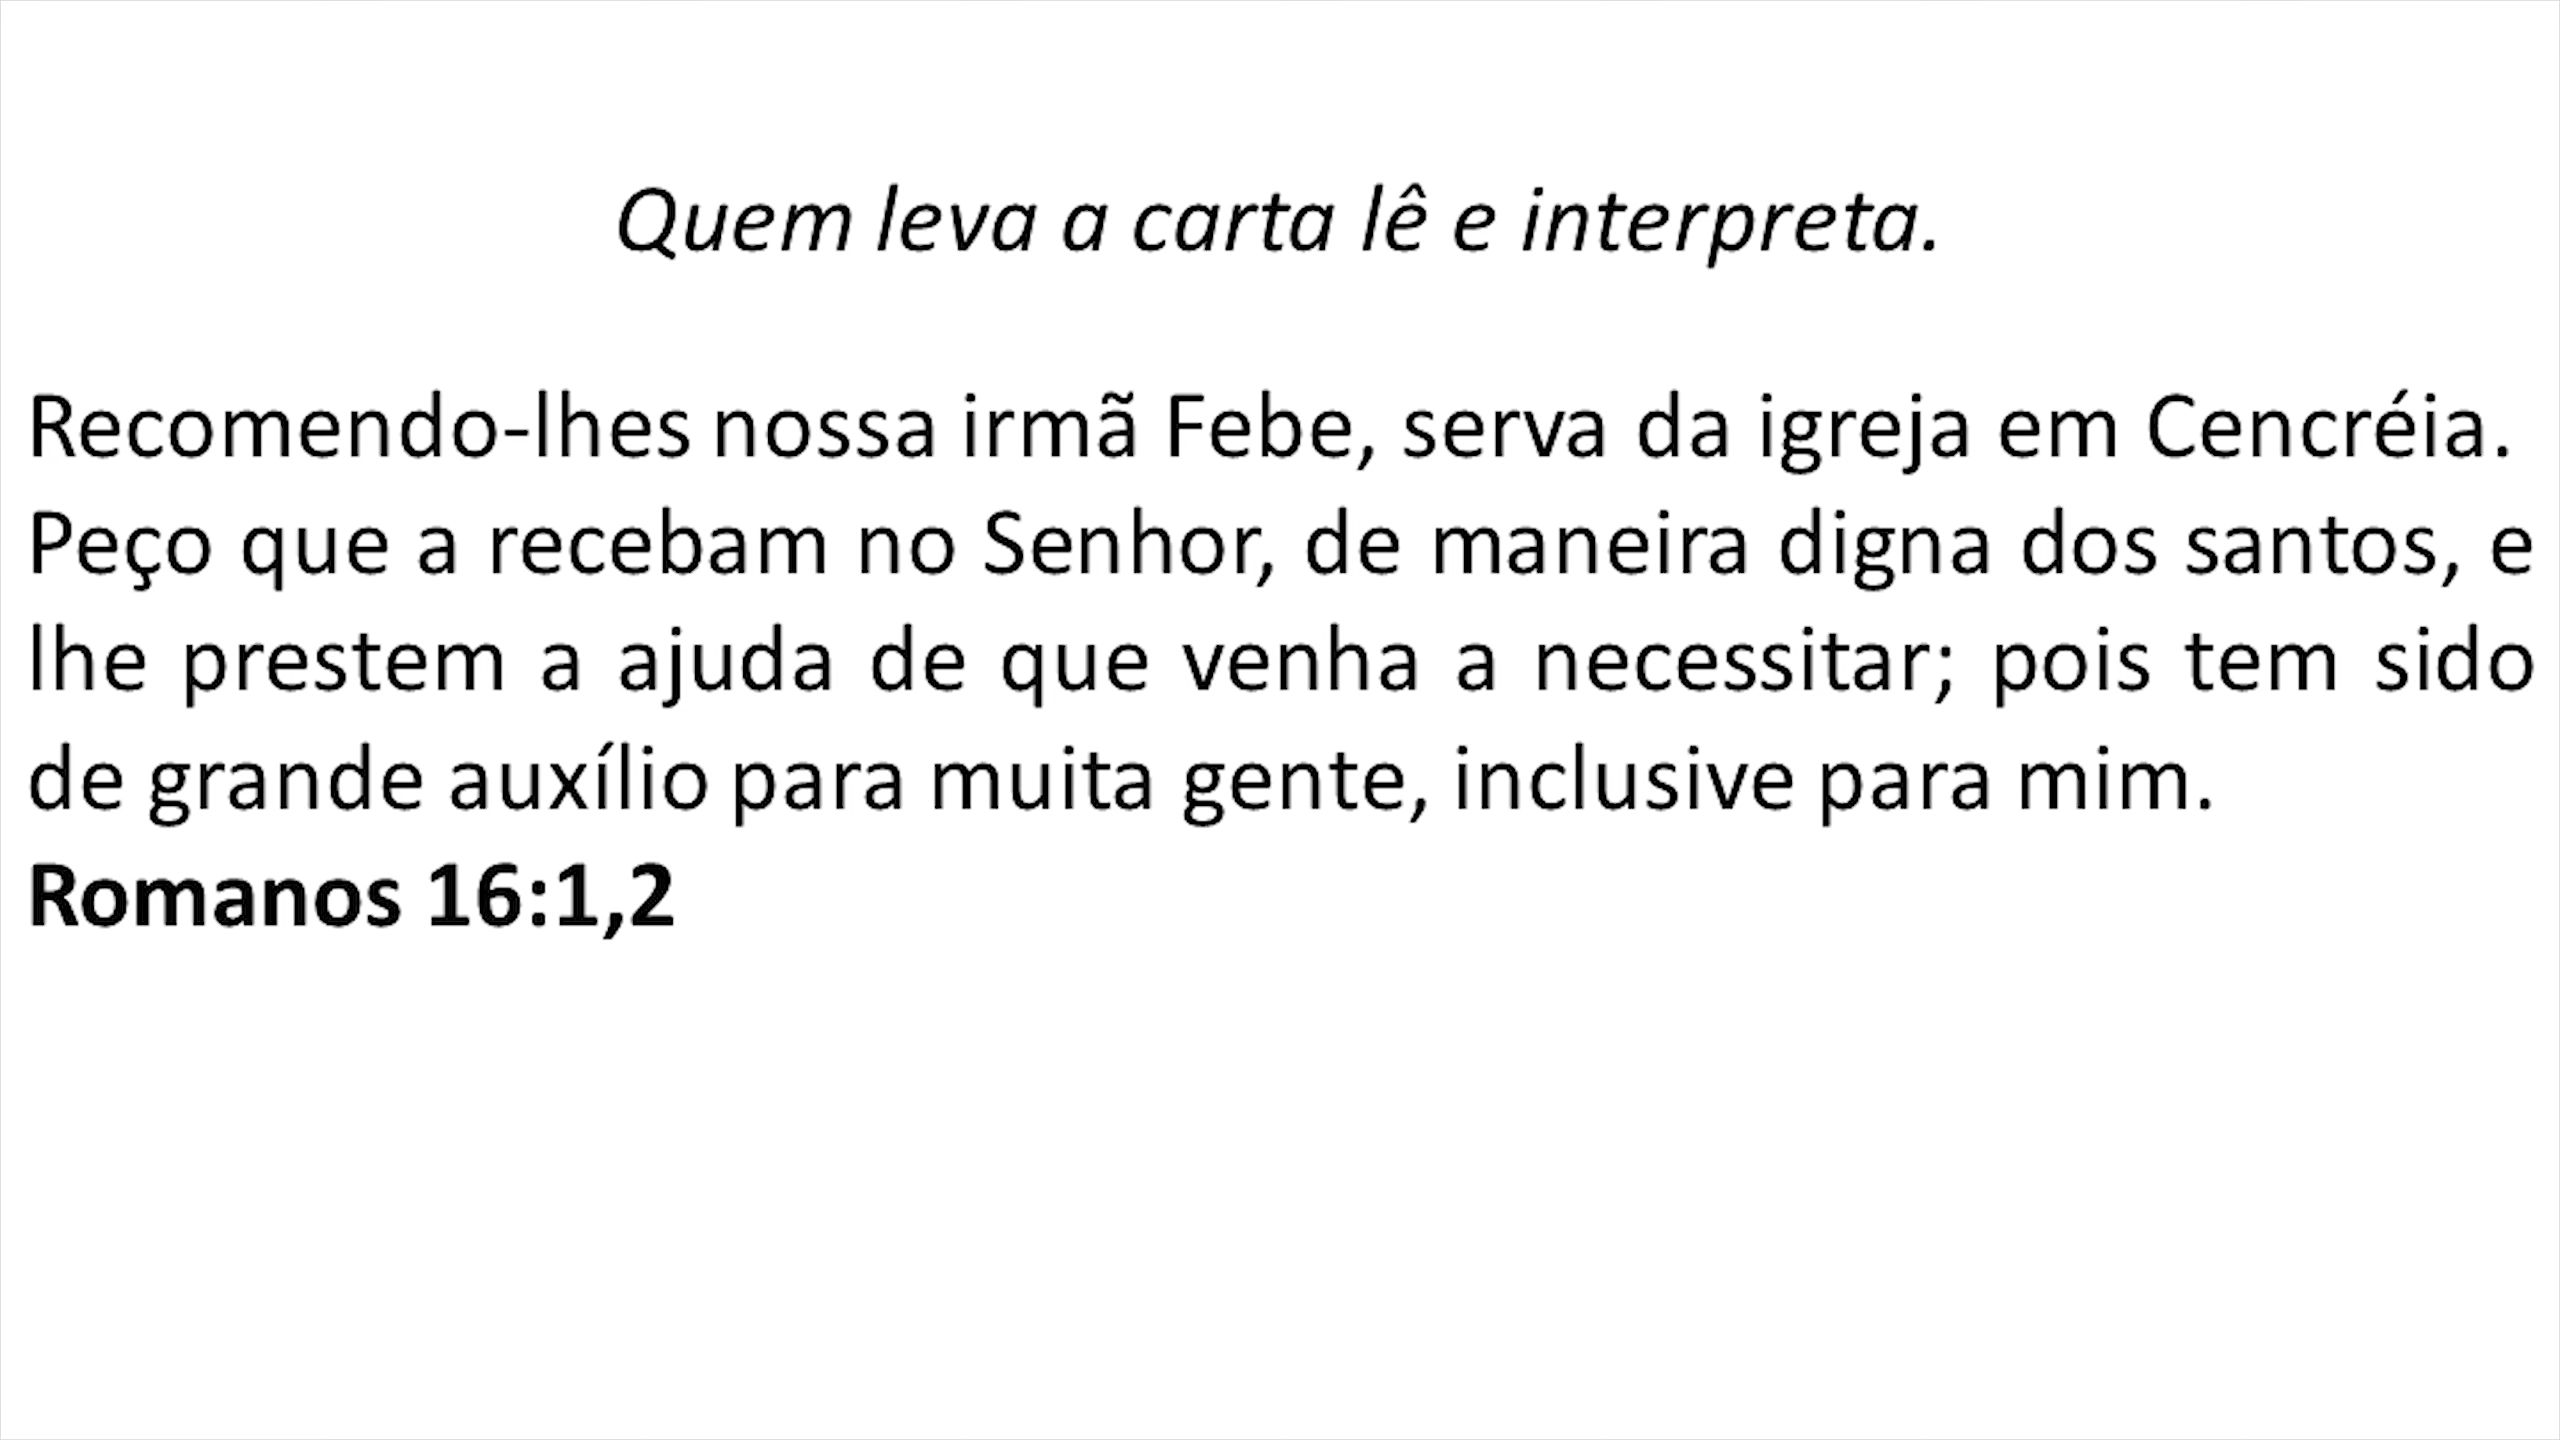 Quem leva a carta lê e interpreta.
Recomendo-lhes nossa irmã Febe, serva da igreja em Cencréia.
Peço que a recebam no Senhor, de maneira digna dos santos, e
lhe prestem a ajuda de que venha a necessitar; pois tem sido
de grande auxílio para muita gente, inclusive para mim.
Romanos 16:1,2